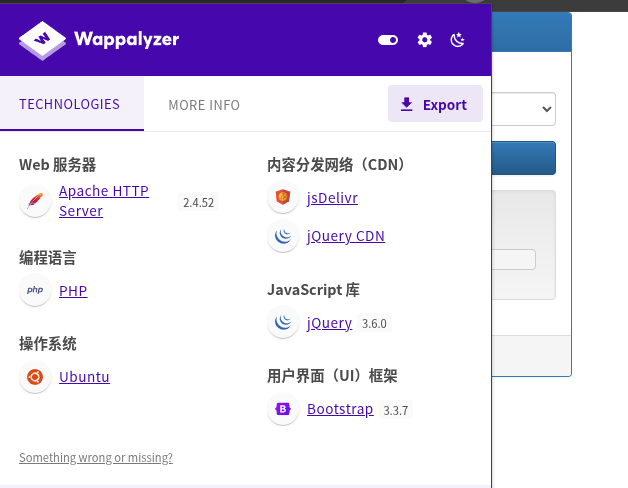 Wappalyzer
TECHNOLOGIES
MORE INFO
Export
Web 服务器
Apache HTTP
Server
2.4.52
编程语言
php
PHP
操作系统
Ubuntu
Something wrong or missing?
内容分发网络（CDN）
jsDelivr
jQuery CDN
JavaScript 库
jQuery
3.6.0
用户界面（UI）框架
B
Bootstrap
3.3.7